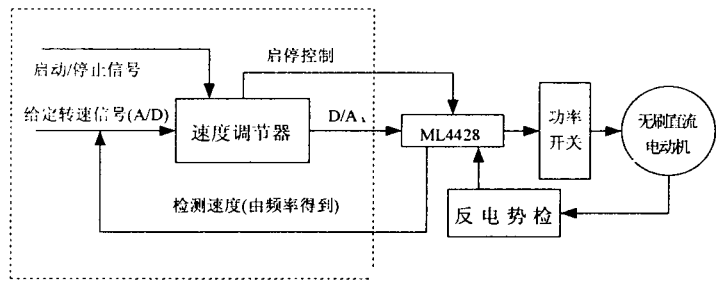 启动/停止信号
启停控制
给定转速信号(A/D)
速度调节器
D/A、
ML4428
功率
开关
无刷直流
电动机
检测速度(由频率得到)
反电势检